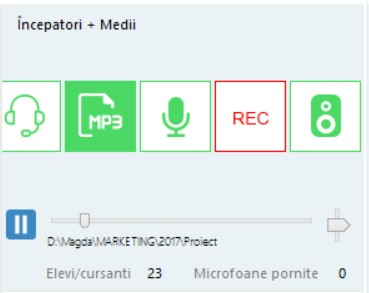 Începatori + Medii
MP3
REC
D:\Magda\MARKETING\2017\Proiect
Elevi/cursanti 23 Microfoane pornite 0